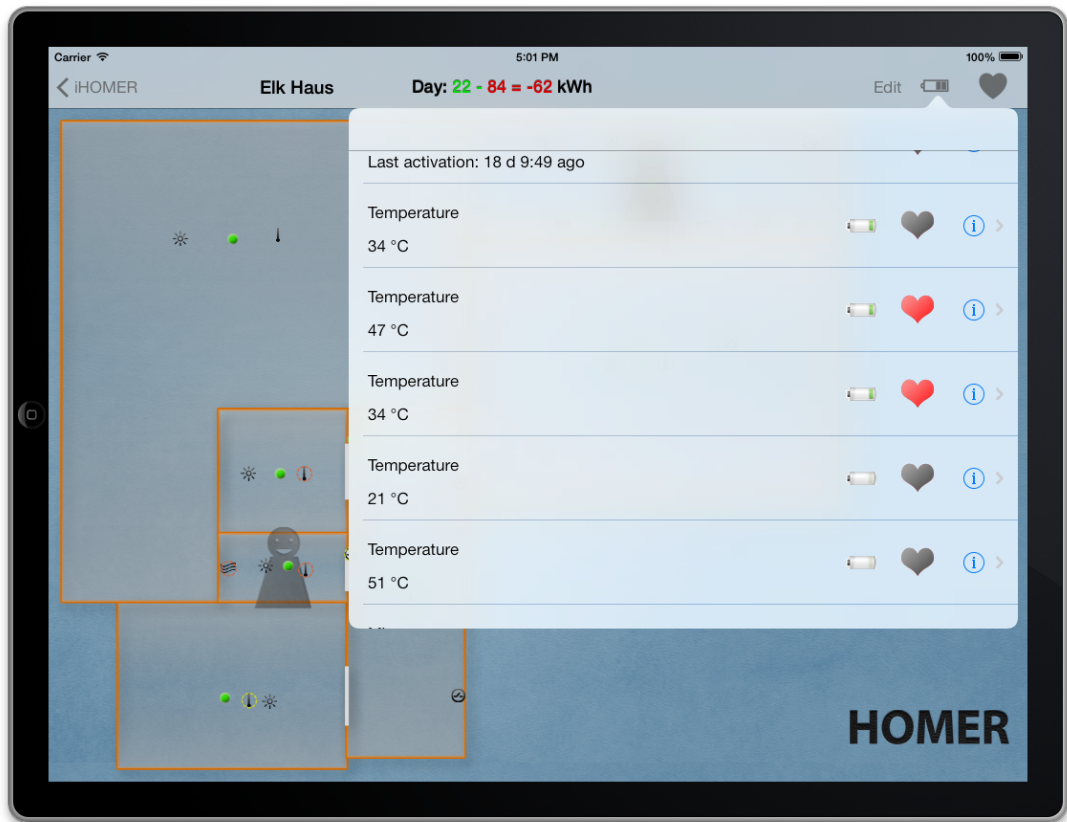 Carrier
5:01 PM
100%
iHOMER
Elk Haus
Day: 22 - 84 = -62 kWh
Edit
Last activation: 18 d 9:49 ago
Temperature
34 °C
Temperature
47 °C
Temperature
34 °C
Temperature
21 °C
Temperature
51 °C
HOMER